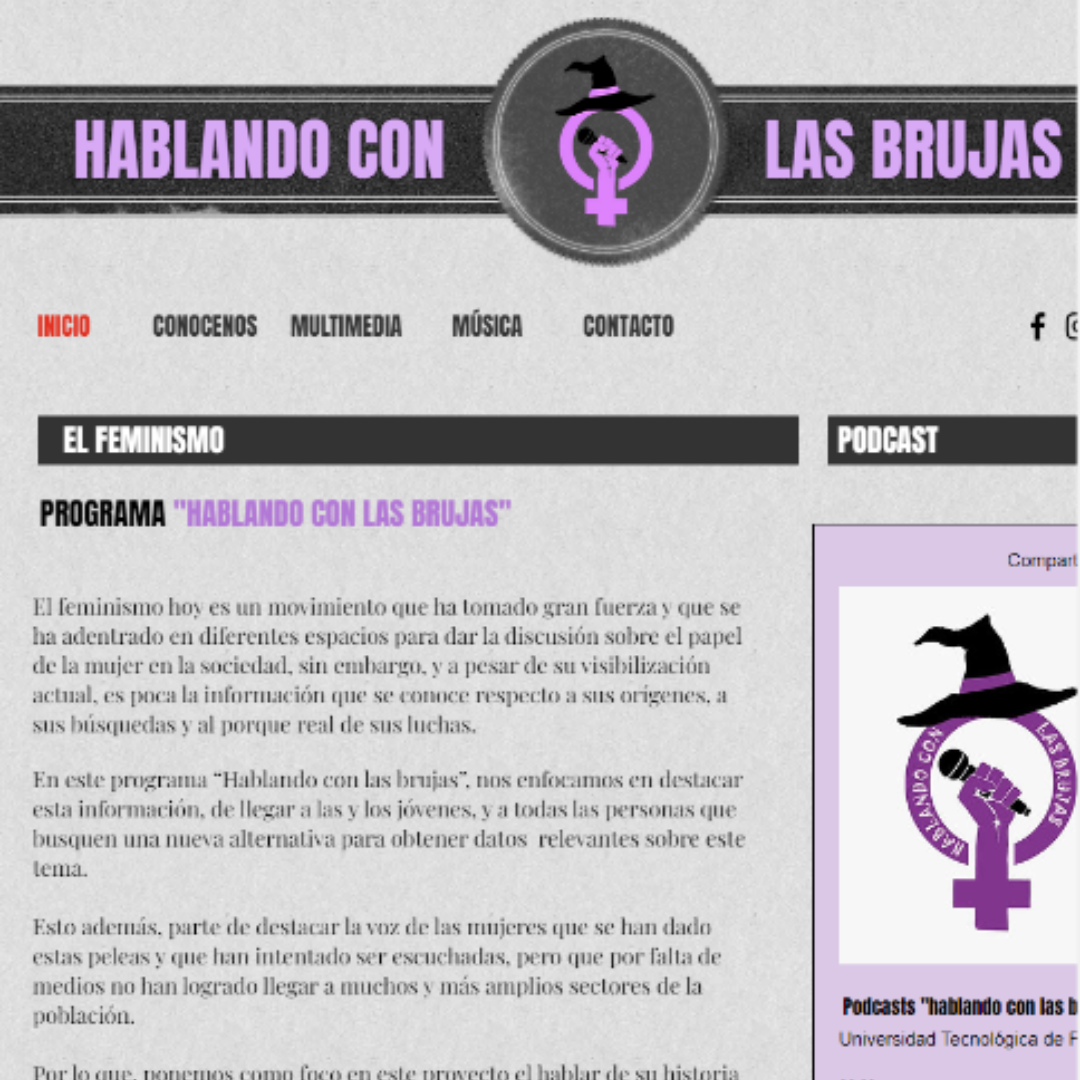 HABLANDO CON LAS BRUJAS
INICIO CONOCENOS MULTIMEDIA MÚSICA CONTACTO
EL FEMINISMO
PROGRAMA "HABLANDO CON LAS BRUJAS"
El feminismo hoy es un movimiento que ha tomado gran fuerza y que se
ha adentrado en diferentes espacios para dar la discusión sobre el papel
de la mujer en la sociedad, sin embargo, y a pesar de su visibilización
actual, es poca la información que se conoce respecto a sus orígenes, a
sus búsquedas y al porque real de sus luchas.
En este programa “Hablando con las brujas”, nos enfocamos en destacar
esta información, de llegar a las y los jóvenes, y a todas las personas que
busquen una nueva alternativa para obtener datos  relevantes sobre este
tema.
Esto además, parte de destacar la voz de las mujeres que se han dado
estas peleas y que han intentado ser escuchadas, pero que por falta de
medios no han logrado llegar a muchos y más amplios sectores de la
población.
Por lo que, ponemos como foco en este proyecto el hablar de su historia
PODCAST
Compart
HABLANDO CON LAS BRUJAS
Podcasts "hablando con las b
Universidad Tecnológica de